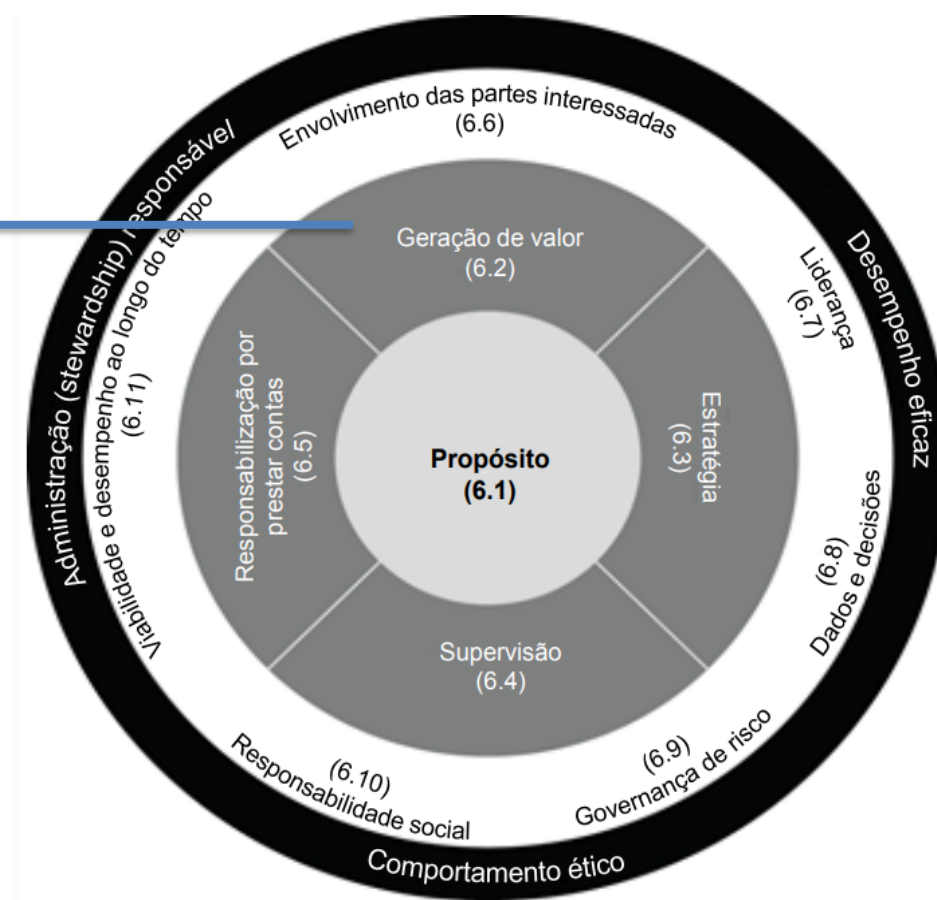 Administração (stewardship) responsável
Desempenho eficaz
Comportamento ético
Envolvimento das partes interessadas
(6.6)
Liderança
(6.7)
(6.8)
Dados e decisões
(6.9)
Governança de risco
(6.10)
Responsabilidade social
Viabilidade e desempenho ao longo do tempo
(6.11)
Geração de valor
(6.2)
Estratégia
(6.3)
Supervisão
(6.4)
Responsabilização por
prestar contas
(6.5)
Propósito
(6.1)